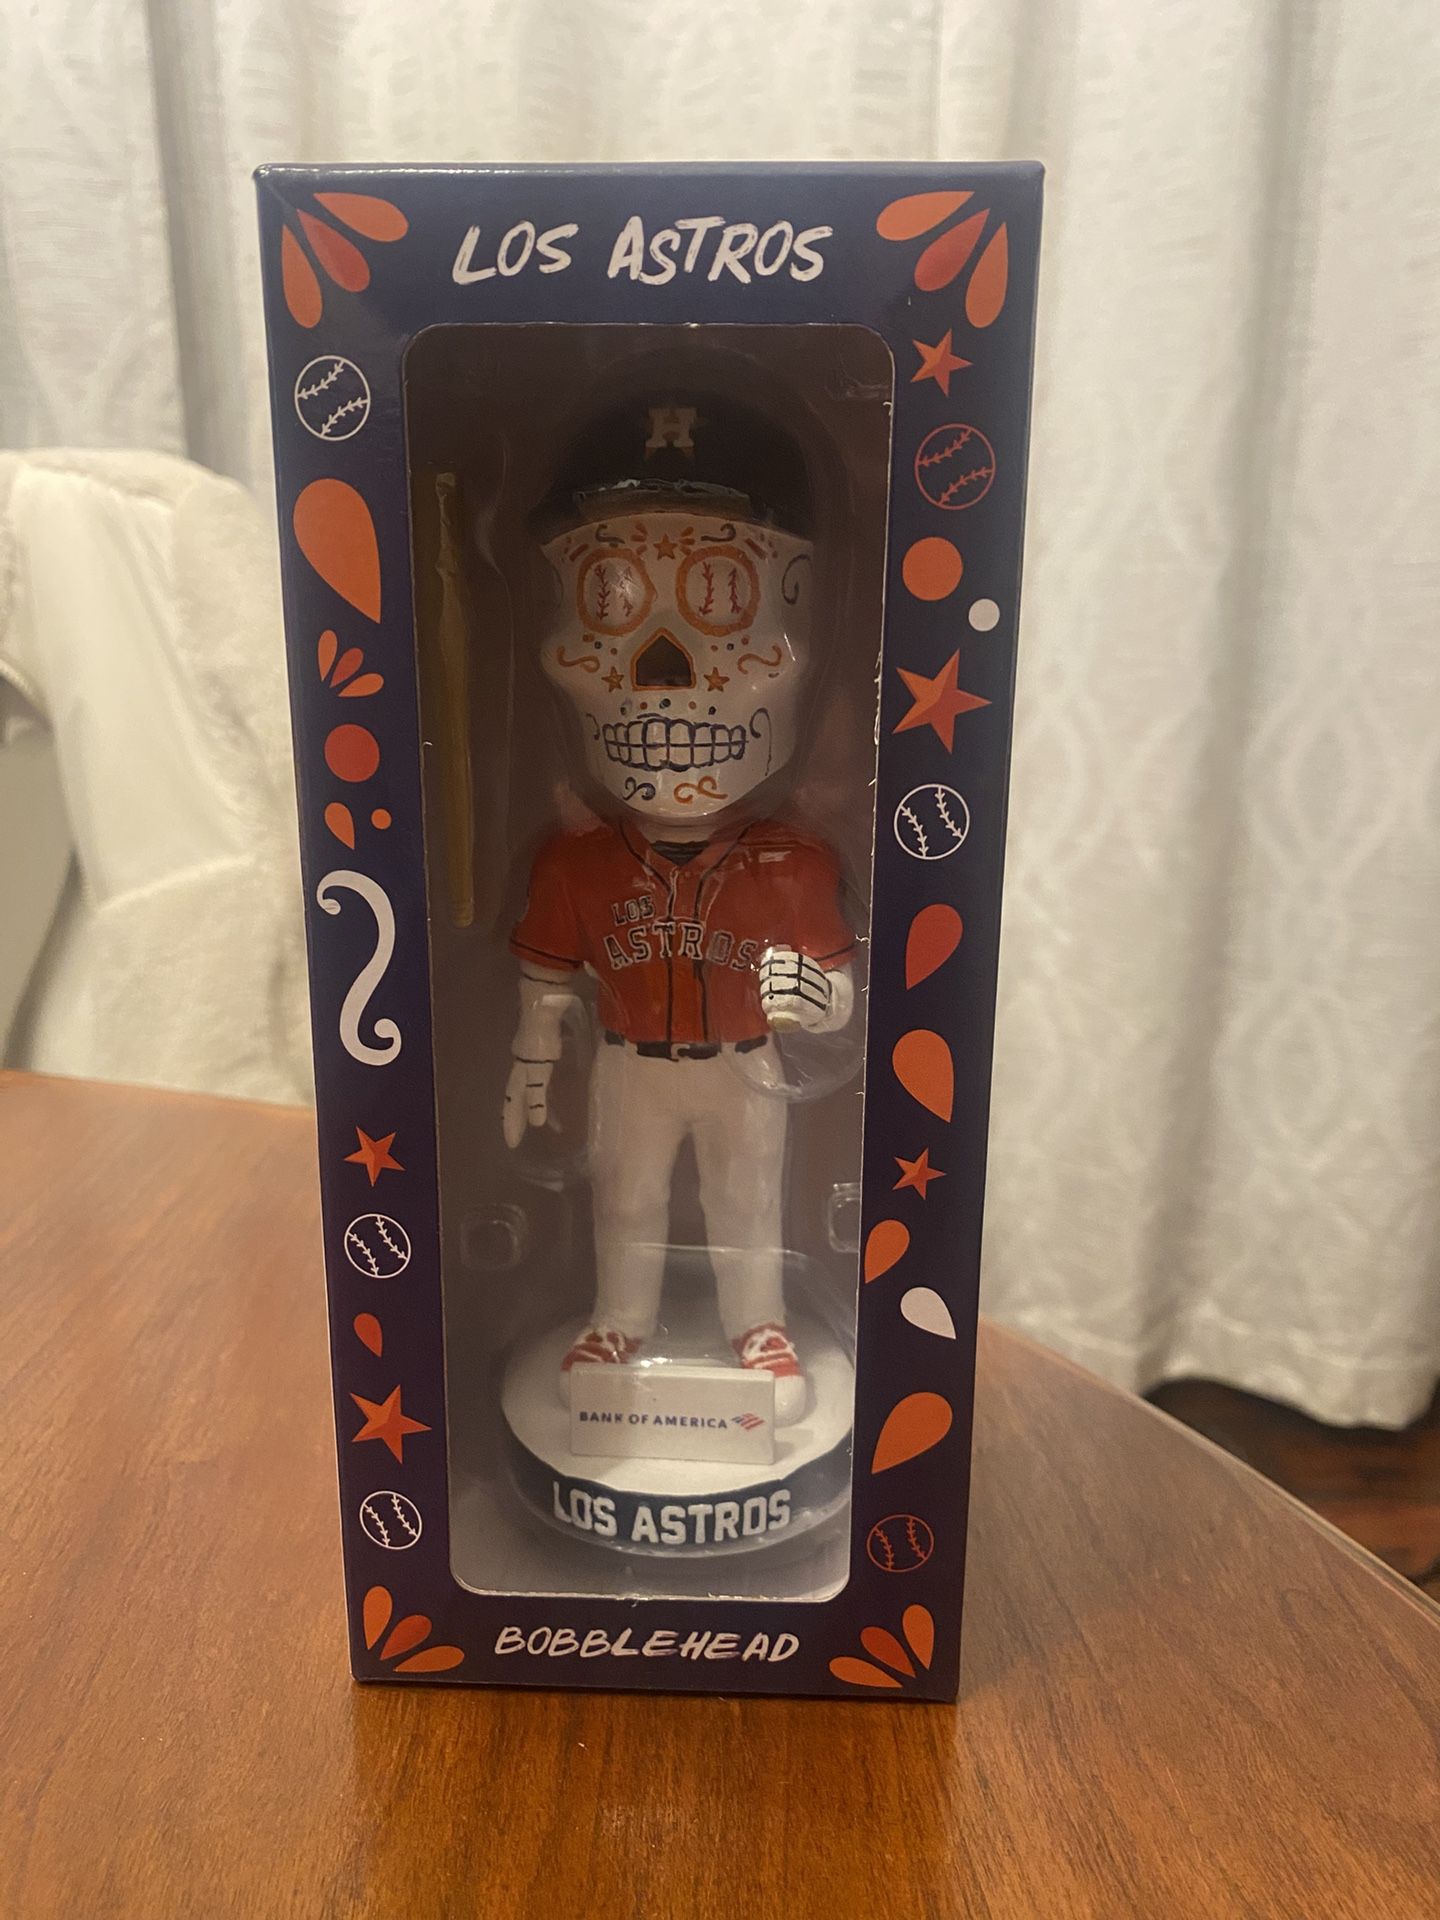 LOS ASTROS
H
LOS
ASTROS
BANK OF AMERICA
LOS ASTROS
BOBBLEHEAD